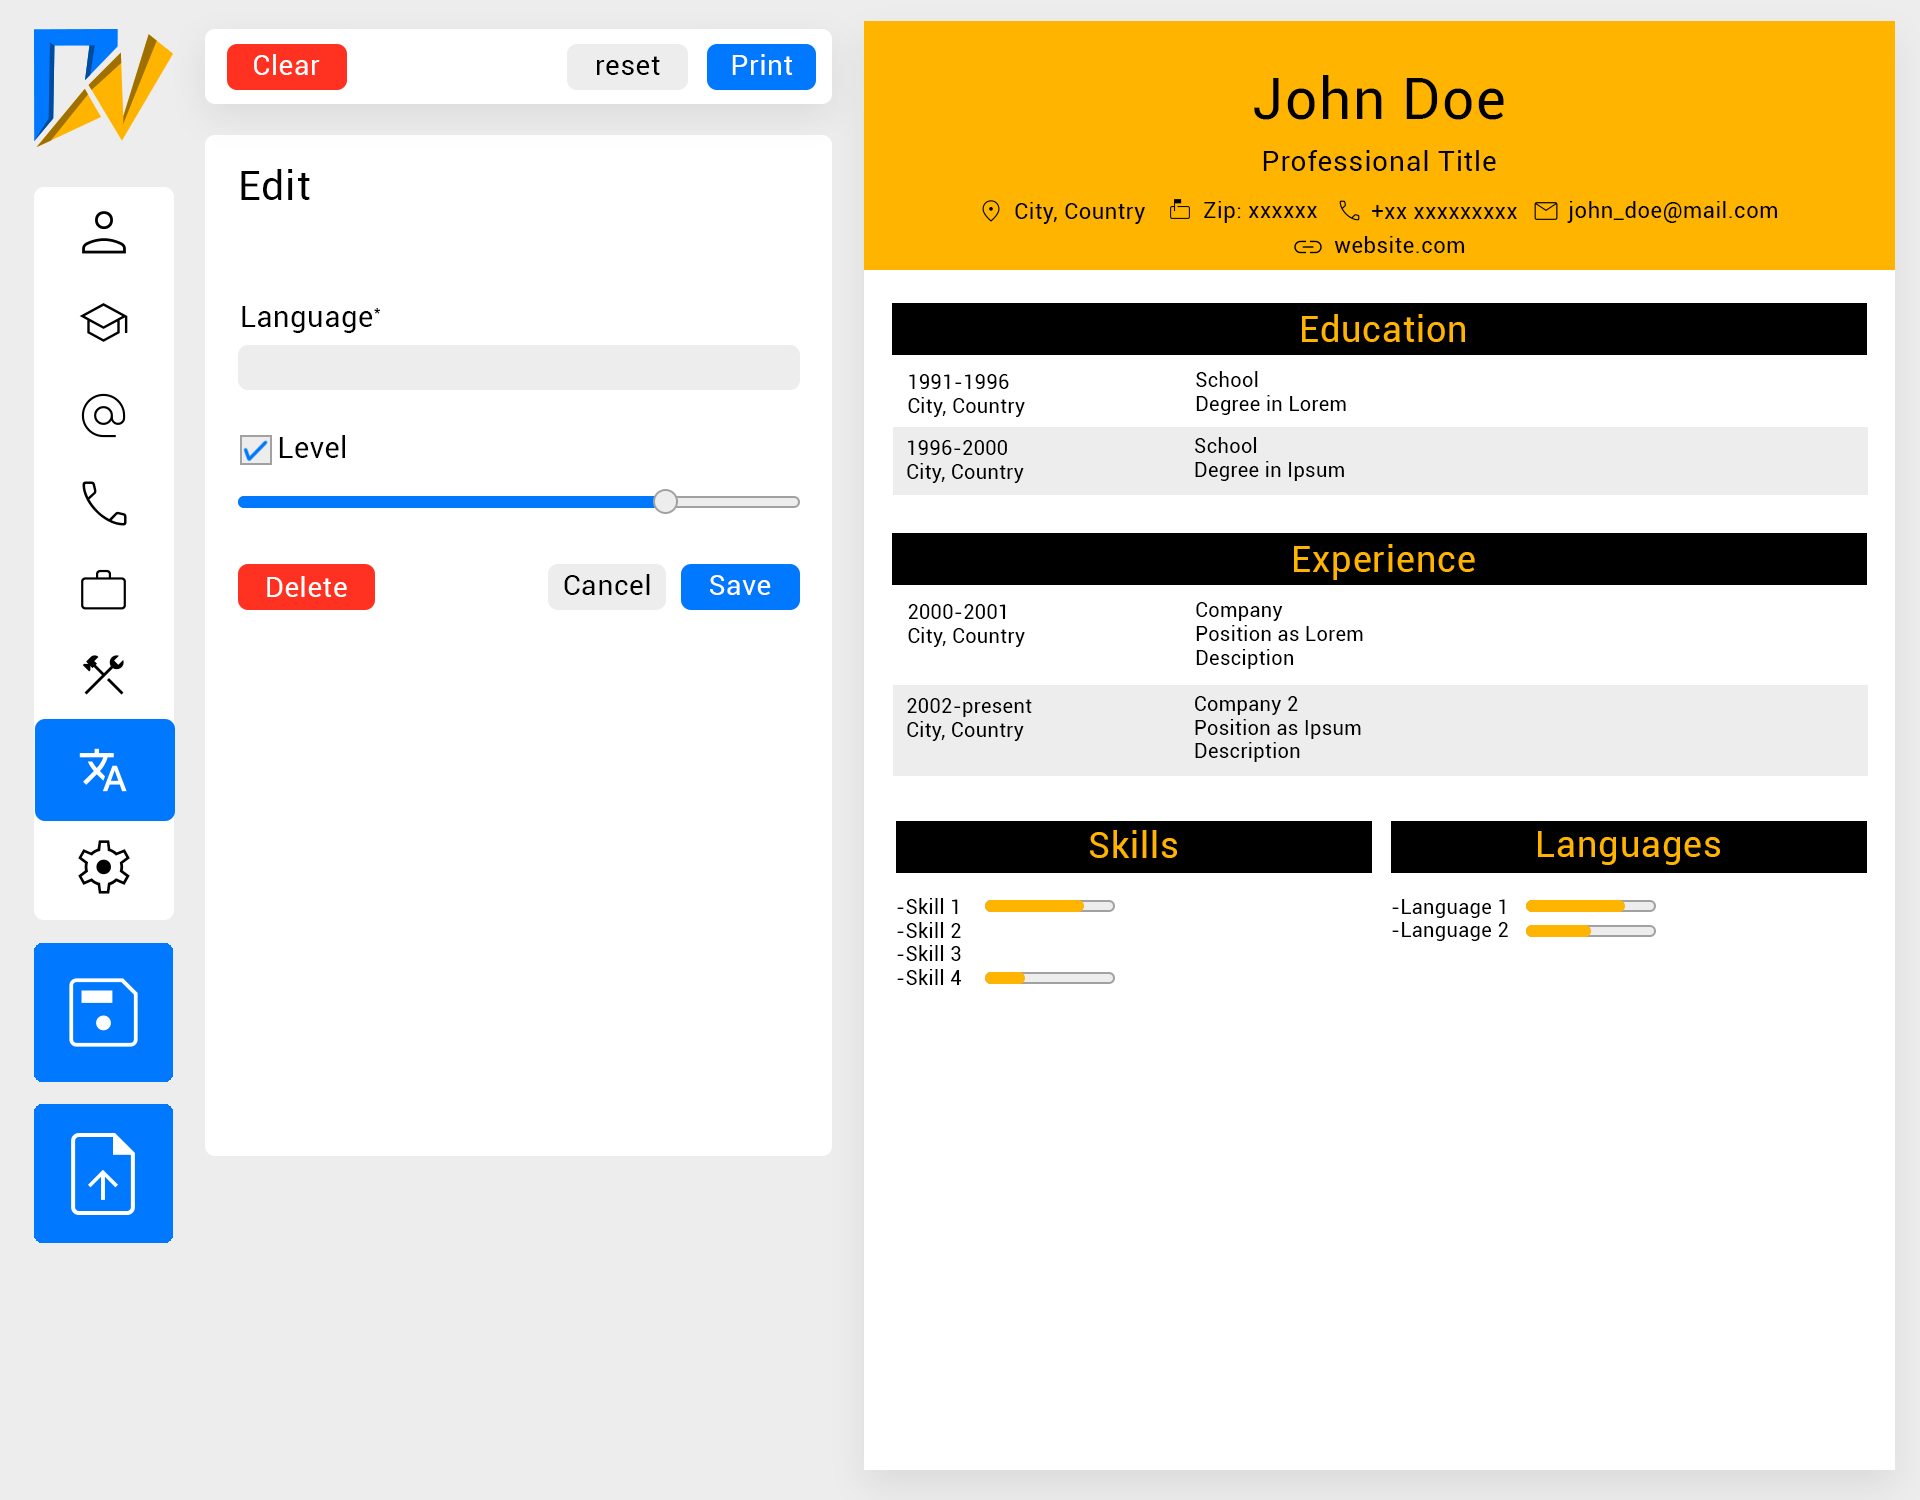 Clear
reset
Print
Edit
Language*
Level
Delete
Cancel
Save
John Doe
Professional Title
City, Country Zip: xxxxxx +xx xxxxxxxxx john_doe@mail.com
website.com
Education
1991-1996
City, Country
School
Degree in Lorem
1996-2000
City, Country
School
Degree in Ipsum
Experience
2000-2001
City, Country
Company
Position as Lorem
Desciption
2002-present
City, Country
Company 2
Position as Ipsum
Description
Skills
-Skill 1
-Skill 2
-Skill 3
-Skill 4
Languages
-Language 1
-Language 2